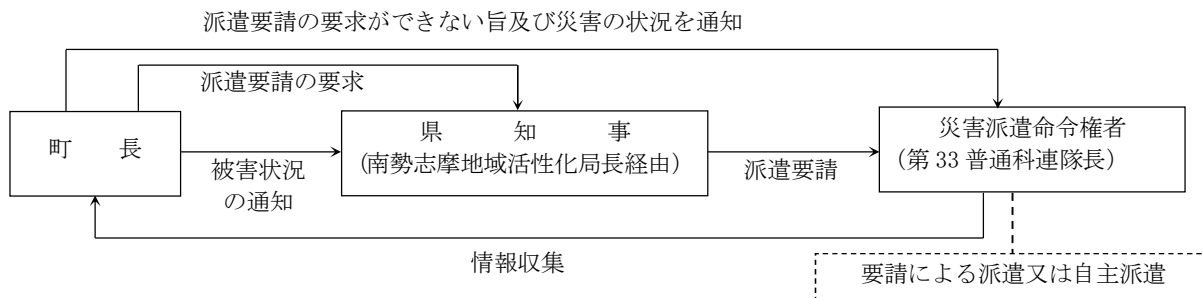 派遣要請の要求ができない旨及び災害の状況を通知
派遣要請の要求
町　長
県　知　事
(南勢志摩地域活性化局長経由)
災害派遣命令権者
(第 33 普通科連隊長)
被害状況
の通知
派遣要請
情報収集
要請による派遣又は自主派遣